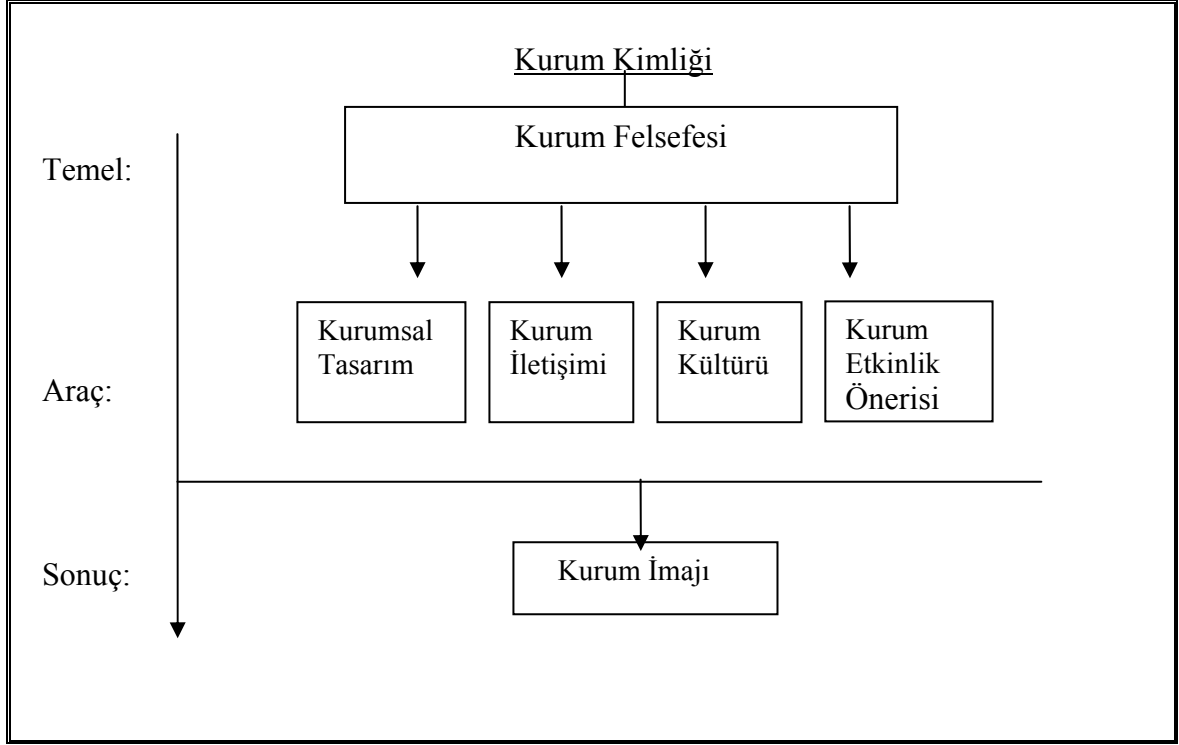 Kurum Kimliği
Kurum Felsefesi
Temel:
Kurumsal
Tasarım
Kurum
İletişimi
Kurum
Kültürü
Kurum
Etkinlik
Önerisi
Araç:
Kurum İmajı
Sonuç: